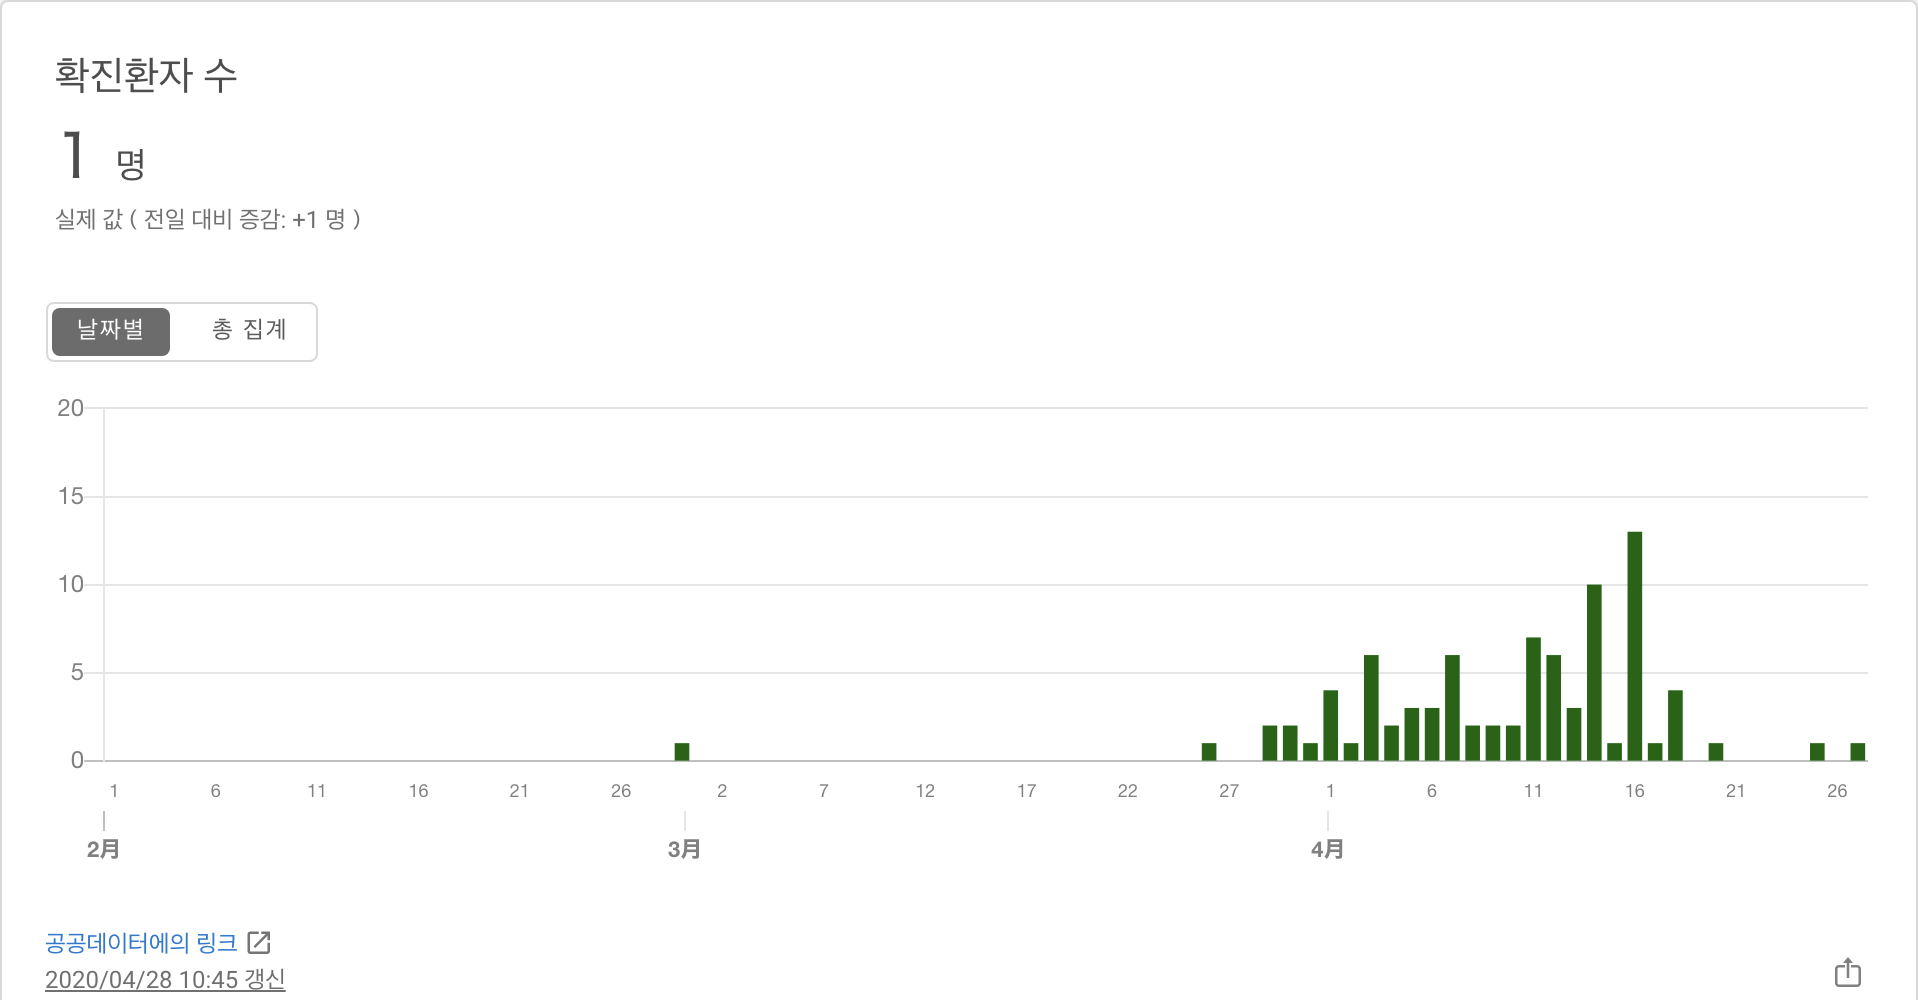 확진환자 수
1 명
실제 값 ( 전일 대비 증감: +1 명 )
날짜별 총 집계
20
15
10
5
0
1 6 11 16 21 26 2 7 12 17 22 27 1 6 11 16 21 26
2月 3月 4月
공공데이터에의 링크
2020/04/28 10:45 갱신